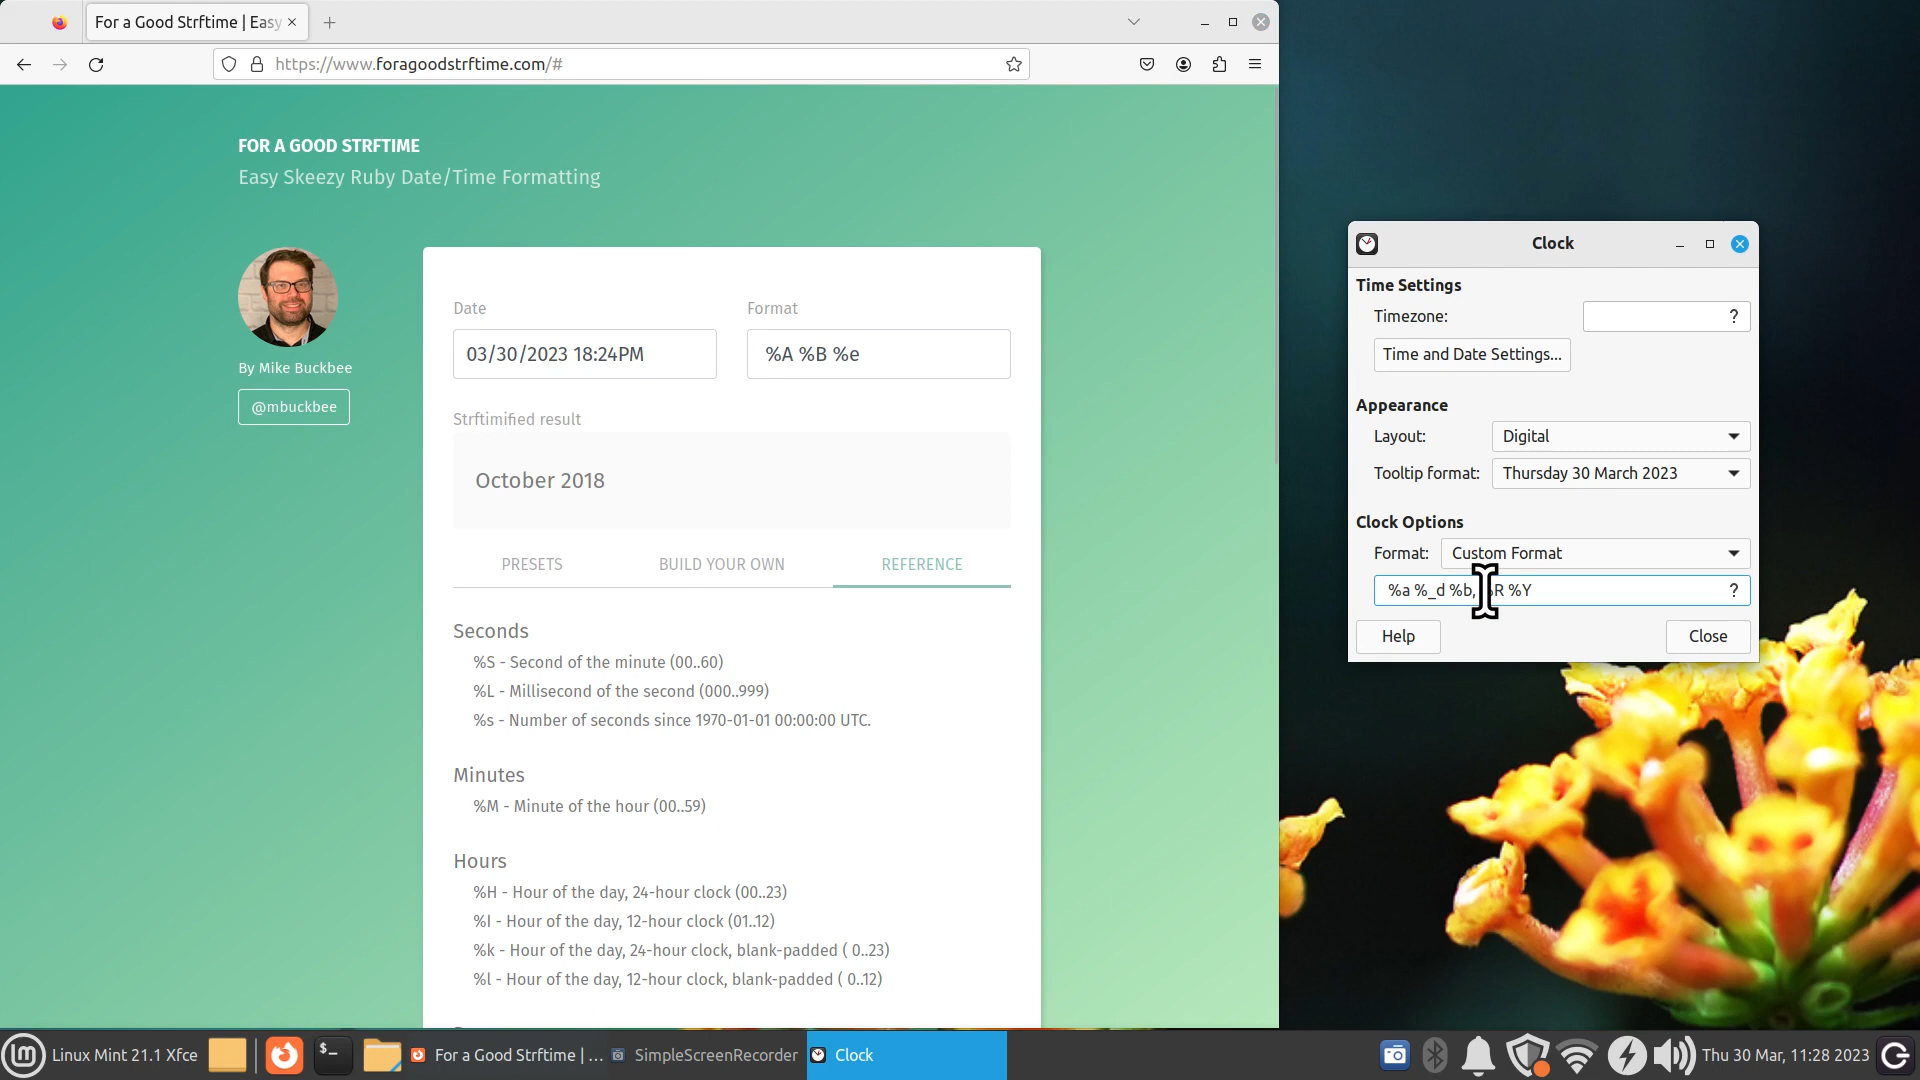 For a Good Strftime | Easy
https://www.foragoodstrftime.com/#
FOR A GOOD STRFTIME
Easy Skeezy Ruby Date/Time Formatting
By Mike Buckbee
@mbuckbee
Date
03/30/2023 18:24PM
Format
%A %B %e
Strftimified result
October 2018
PRESETS
BUILD YOUR OWN
REFERENCE
Seconds
%S - Second of the minute (00..60)
%L - Millisecond of the second (000..999)
%s - Number of seconds since 1970-01-01 00:00:00 UTC.
Minutes
%M - Minute of the hour (00..59)
Hours
%H - Hour of the day, 24-hour clock (00..23)
%I - Hour of the day, 12-hour clock (01..12)
%k - Hour of the day, 24-hour clock, blank-padded ( 0..23)
%l - Hour of the day, 12-hour clock, blank-padded ( 0..12)
Clock
Time Settings
Timezone:
?
Time and Date Settings...
Appearance
Layout:
Digital
Tooltip format:
Thursday 30 March 2023
Clock Options
Format:
Custom Format
%a %_d %b, %R %Y
?
Help
Close
Linux Mint 21.1 Xfce
$_
For a Good Strftime | ...
SimpleScreenRecorder
Clock
Thu 30 Mar, 11:28 2023